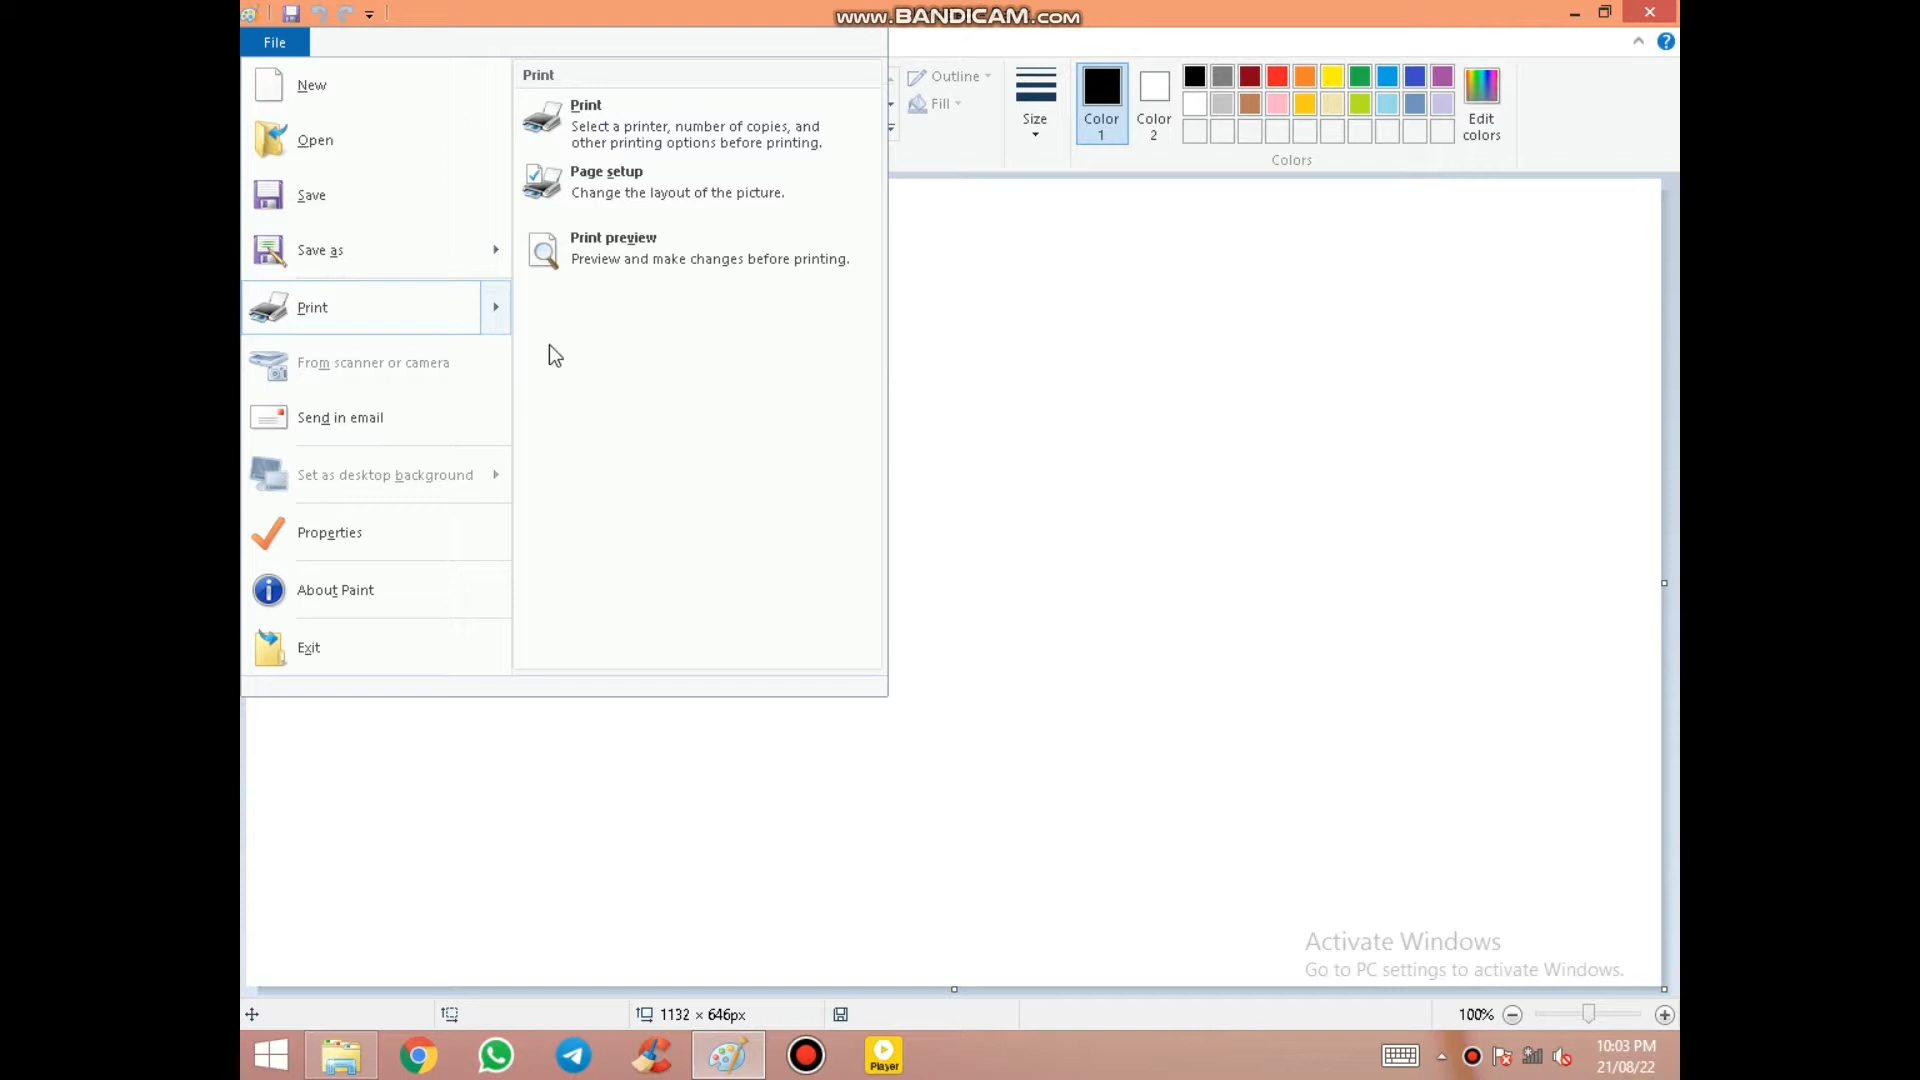 www.BANDICAM.com
File
New
Open
Save
Save as
Print
From scanner or camera
Send in email
Set as desktop background
Properties
About Paint
Exit
Print
Print
Select a printer, number of copies, and
other printing options before printing.
Page setup
Change the layout of the picture.
Print preview
Preview and make changes before printing.
Outline
Fill
Size
Color
1
Color
2
Edit
colors
Colors
Activate Windows
Go to PC settings to activate Windows.
1132 × 646px
100%
Player
10:03 PM
21/08/22